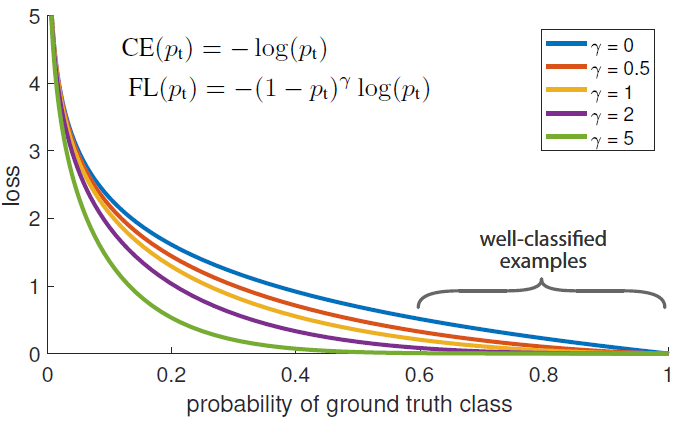 CE(pₜ) = − log(pₜ)
FL(pₜ) = −(1 − pₜ)^γ log(pₜ)
γ = 0
γ = 0.5
γ = 1
γ = 2
γ = 5
well-classified
examples
5
4
3
2
1
0
loss
0 0.2 0.4 0.6 0.8 1
probability of ground truth class